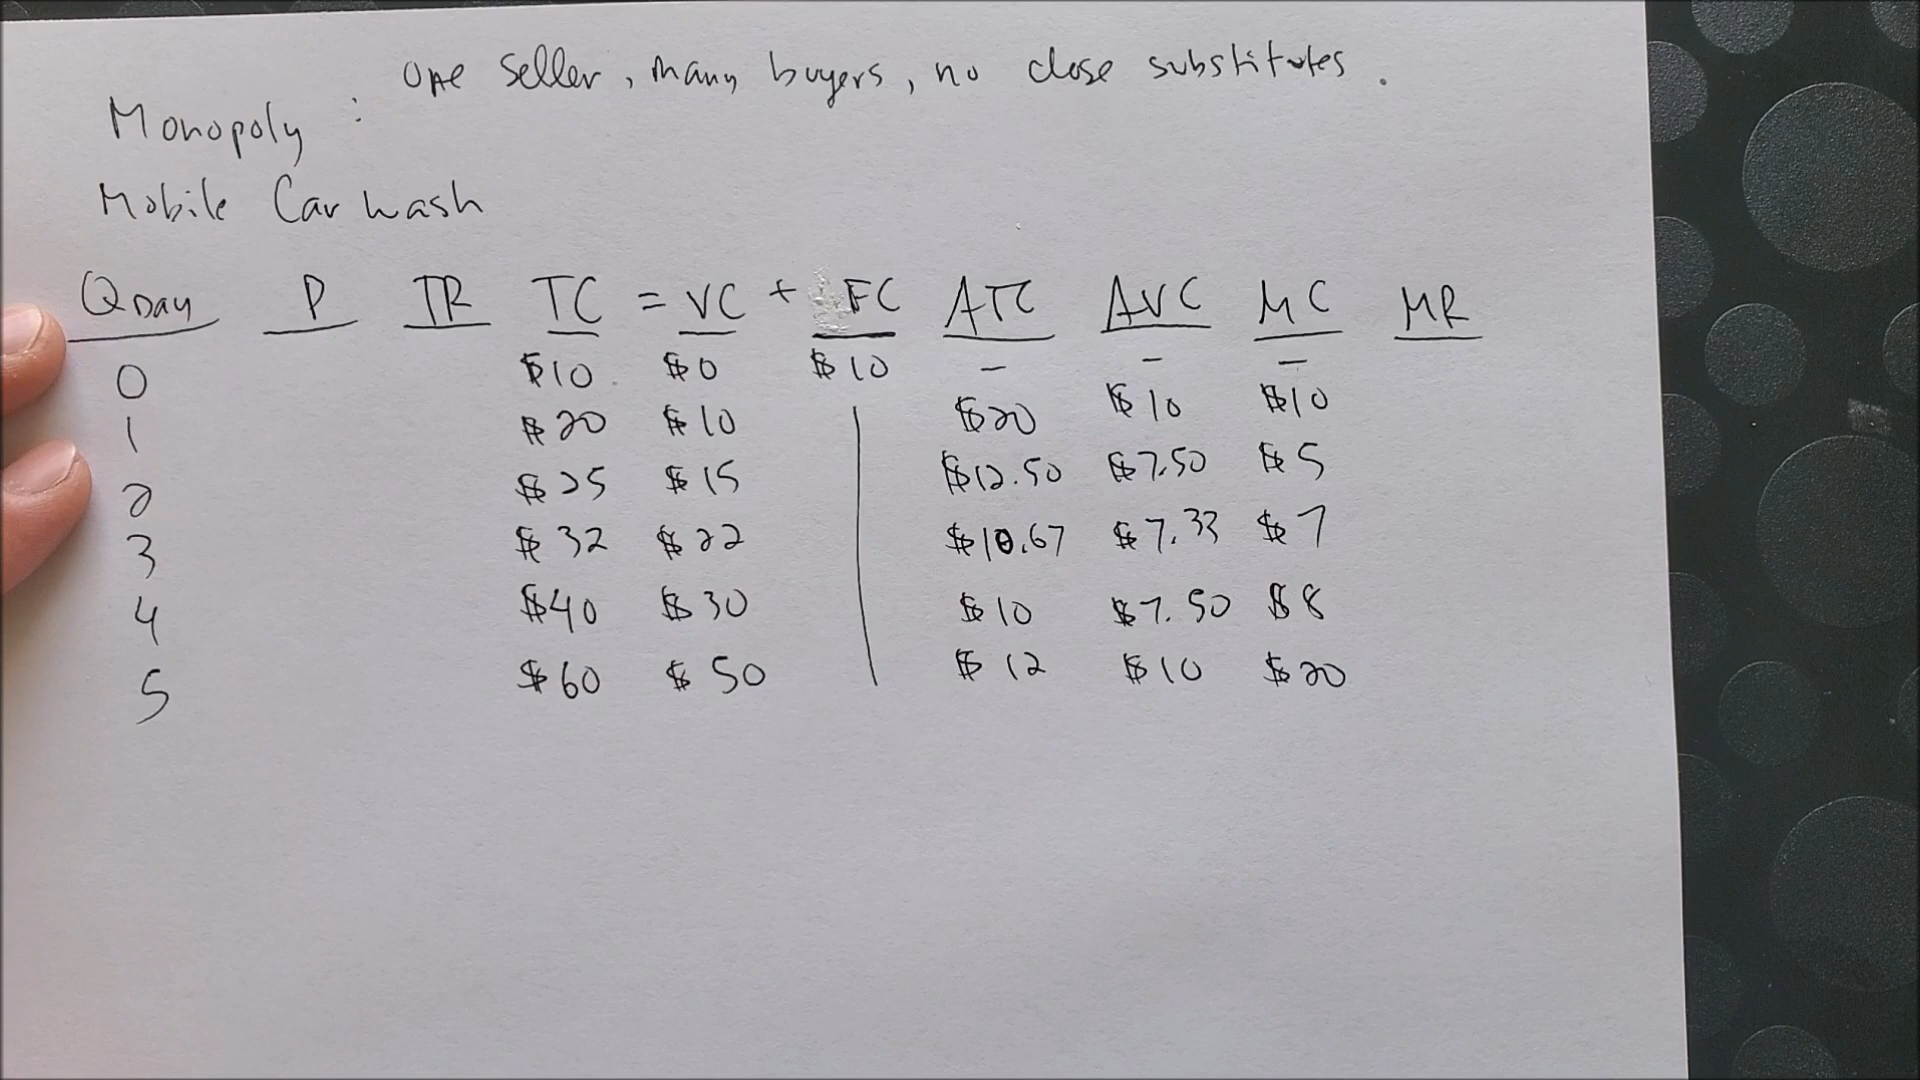 one seller, many buyers, no close substitutes.
Monopoly :
Mobile Car wash
Q Day P TR TC = VC + FC ATC AVC MC MR
0 $10 $0 $10 - - -
1 $20 $10 $20 $10 $10
2 $25 $15 $12.50 $7.50 $5
3 $32 $22 $10.67 $7.33 $7
4 $40 $30 $10 $7.50 $8
5 $60 $50 $12 $10 $20